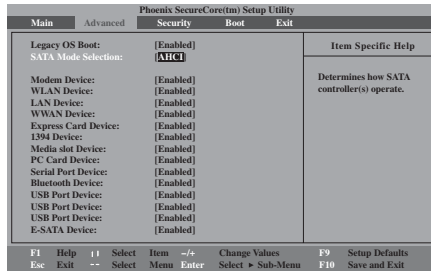 Phoenix SecureCore(tm) Setup Utility
Main Advanced Security Boot Exit
Legacy OS Boot: [Enabled]
SATA Mode Selection: [AHCI]
Modem Device: [Enabled]
WLAN Device: [Enabled]
LAN Device: [Enabled]
WWAN Device: [Enabled]
Express Card Device: [Enabled]
1394 Device: [Enabled]
Media slot Device: [Enabled]
PC Card Device: [Enabled]
Serial Port Device: [Enabled]
Bluetooth Device: [Enabled]
USB Port Device: [Enabled]
USB Port Device: [Enabled]
USB Port Device: [Enabled]
E-SATA Device: [Enabled]
Item Specific Help
Determines how SATA
controller(s) operate.
F1 Help ↑↓ Select Item -/+ Change Values F9 Setup Defaults
Esc Exit -- Select Menu Enter Select ► Sub-Menu F10 Save and Exit